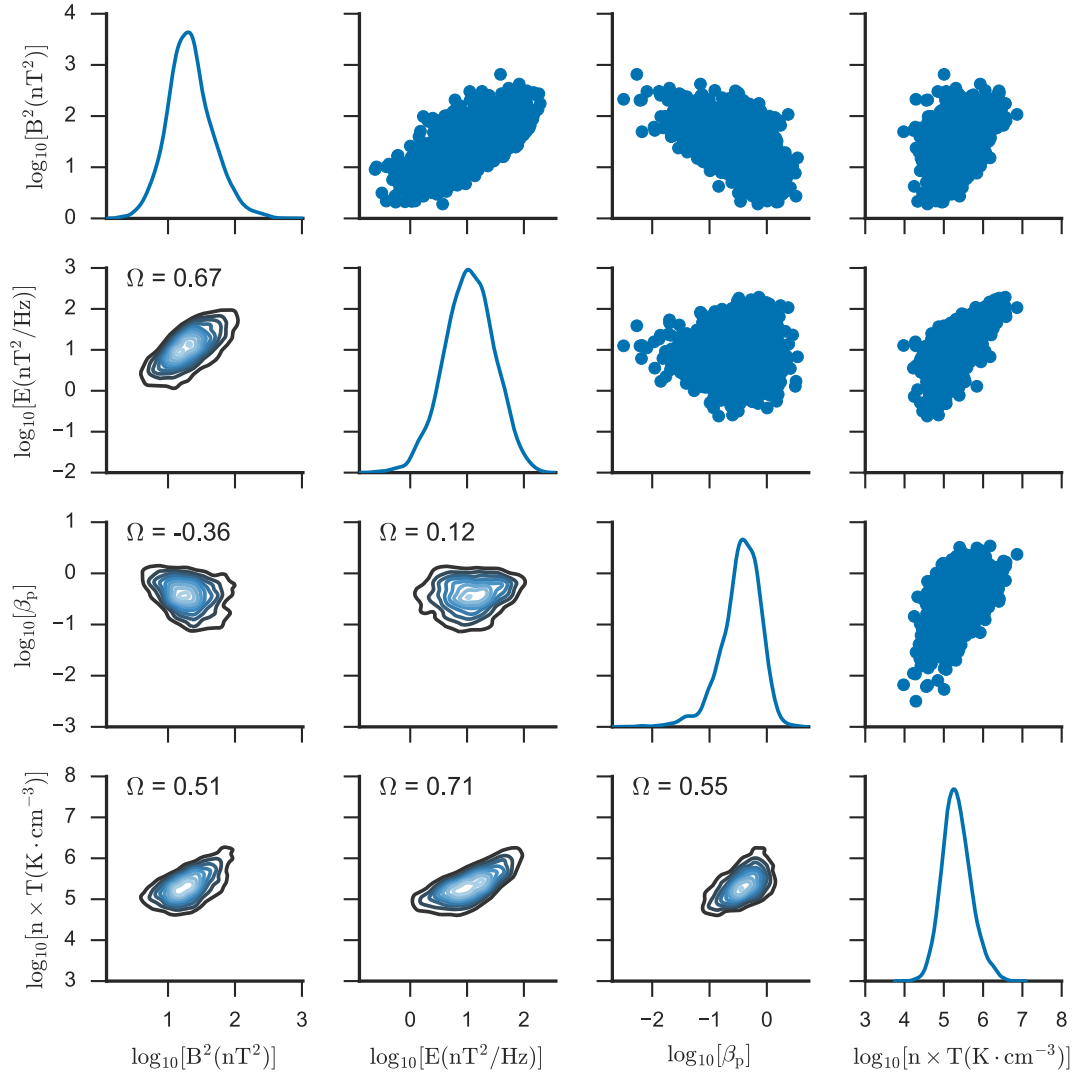 log₁₀[B²(nT²)]
4
3
2
1
0
log₁₀[E(nT²/Hz)]
3
2
1
0
−1
−2
Ω = 0.67
log₁₀[βₚ]
1
0
−1
−2
−3
Ω = -0.36
Ω = 0.12
log₁₀[n × T(K · cm⁻³)]
8
7
6
5
4
3
Ω = 0.51
Ω = 0.71
Ω = 0.55
1 2 3
0 1 2
−2 −1 0
3 4 5 6 7 8
log₁₀[B²(nT²)]
log₁₀[E(nT²/Hz)]
log₁₀[βₚ]
log₁₀[n × T(K · cm⁻³)]